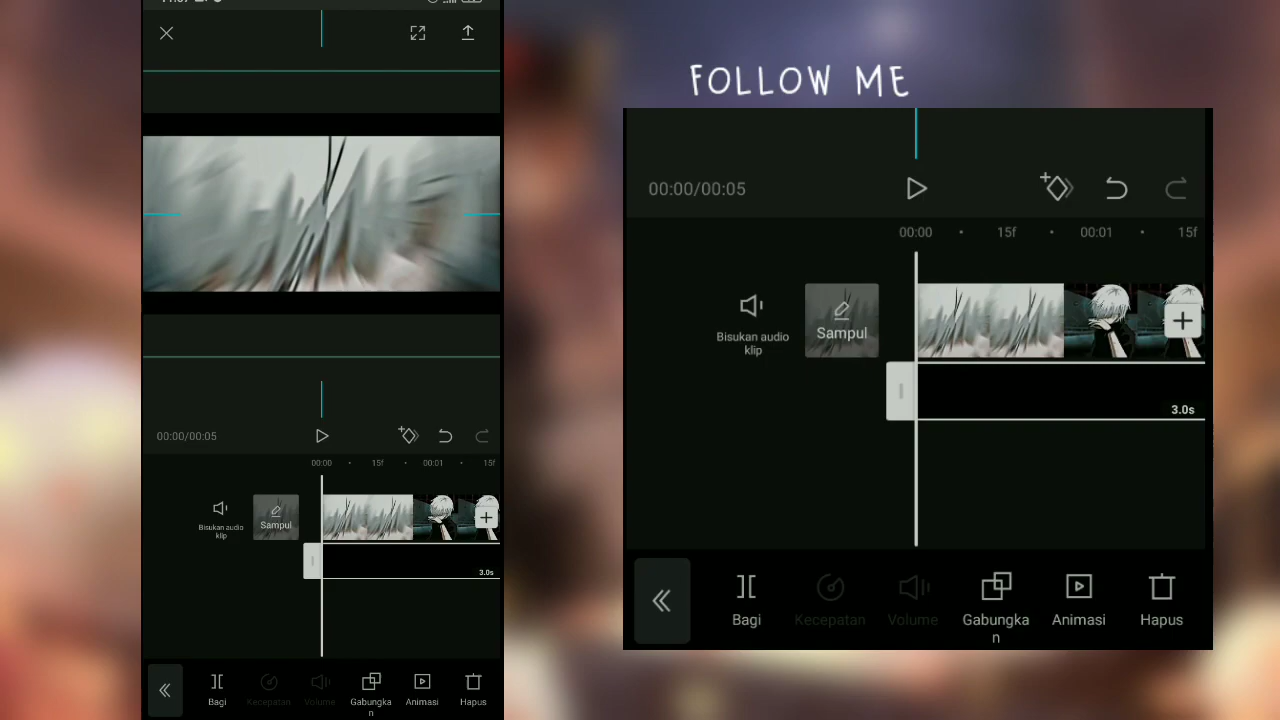 00:00/00:05
00:00
15f
00:01
15f
Bisukan audio
klip
Sampul
3.0s
Bagi
Kecepatan
Volume
Gabungka
n
Animasi
Hapus
FOLLOW ME
00:00/00:05
00:00
15f
00:01
15f
Bisukan audio
klip
Sampul
3.0s
Bagi
Kecepatan
Volume
Gabungka
n
Animasi
Hapus